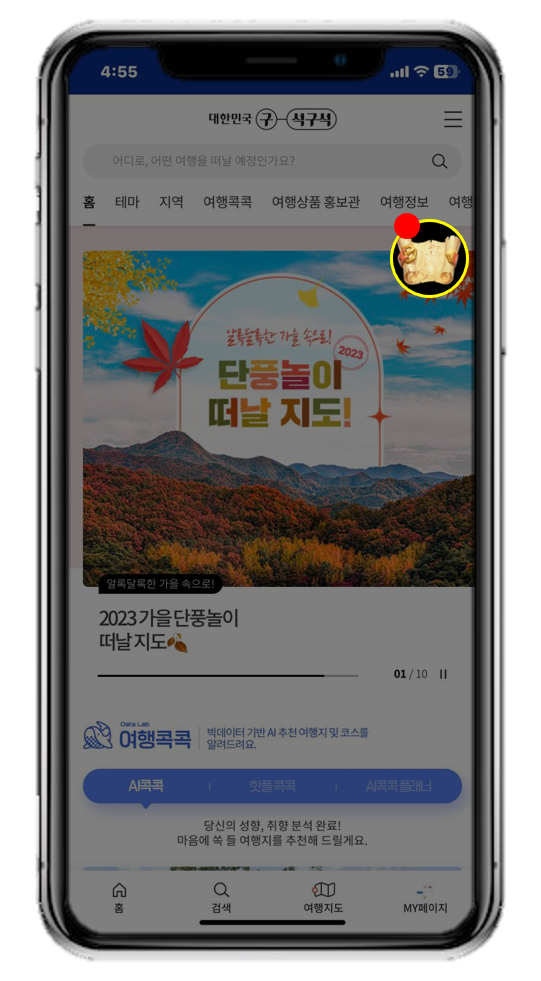 4:55
59
대한민국 구석구석
어디로, 어떤 여행을 떠날 예정인가요?
홈 테마 지역 여행콕콕 여행상품 홍보관 여행정보 여행
알록달록한 가을 속으로!
2023
단풍놀이
떠날 지도!
알록달록한 가을 속으로!
2023 가을 단풍놀이
떠날 지도
01 / 10
Data Lab
여행콕콕
빅데이터 기반 AI 추천 여행지 및 코스를
알려드려요.
AI콕콕 핫플콕콕 AI콕콕 플래너
당신의 성향, 취향 분석 완료!
마음에 쏙 들 여행지를 추천해 드릴게요.
홈 검색 여행지도 MY페이지